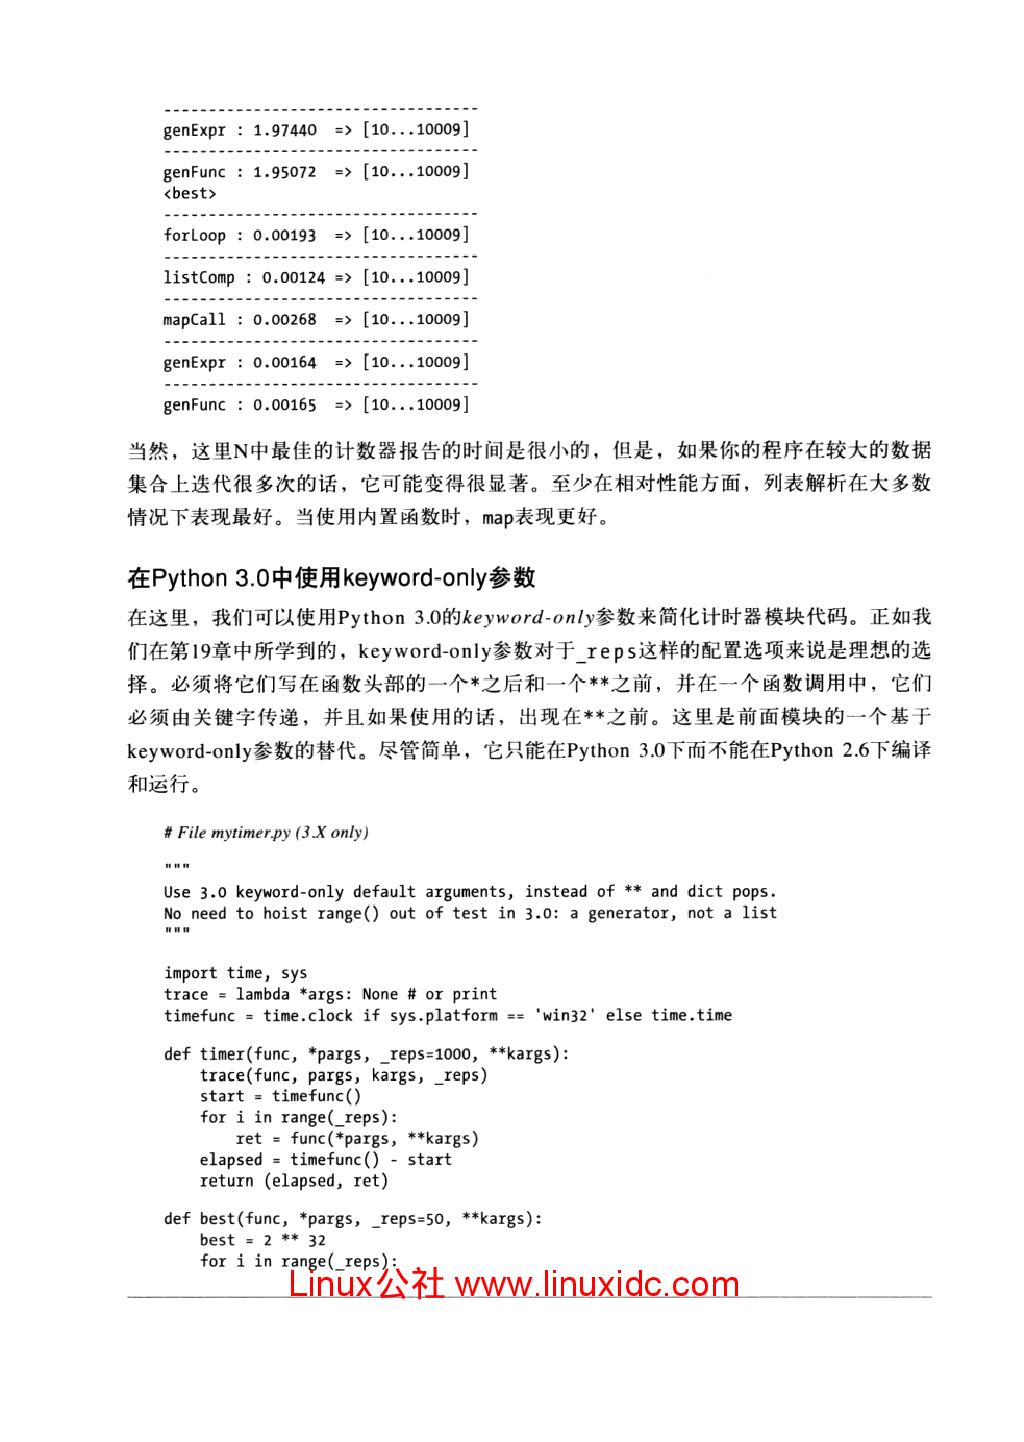 ---------------------------------
genExpr : 1.97440  => [10...10009]
---------------------------------
genFunc : 1.95072  => [10...10009]
<best>
---------------------------------
forLoop : 0.00193  => [10...10009]
---------------------------------
listComp : 0.00124 => [10...10009]
---------------------------------
mapCall : 0.00268  => [10...10009]
---------------------------------
genExpr : 0.00164  => [10...10009]
---------------------------------
genFunc : 0.00165  => [10...10009]
当然，这里N中最佳的计数器报告的时间是很小的，但是，如果你的程序在较大的数据
集合上迭代很多次的话，它可能变得很显著。至少在相对性能方面，列表解析在大多数
情况下表现最好。当使用内置函数时，map表现更好。
在Python 3.0中使用keyword-only参数
在这里，我们可以使用Python 3.0的keyword-only参数来简化计时器模块代码。正如我
们在第19章中所学到的，keyword-only参数对于_reps这样的配置选项来说是理想的选
择。必须将它们写在函数头部的一个*之后和一个**之前，并在一个函数调用中，它们
必须由关键字传递，并且如果使用的话，出现在**之前。这里是前面模块的一个基于
keyword-only参数的替代。尽管简单，它只能在Python 3.0下而不能在Python 2.6下编译
和运行。
# File mytimer.py (3.X only)
"""
Use 3.0 keyword-only default arguments, instead of ** and dict pops.
No need to hoist range() out of test in 3.0: a generator, not a list
"""
import time, sys
trace = lambda *args: None # or print
timefunc = time.clock if sys.platform == 'win32' else time.time
def timer(func, *pargs, _reps=1000, **kargs):
    trace(func, pargs, kargs, _reps)
    start = timefunc()
    for i in range(_reps):
        ret = func(*pargs, **kargs)
    elapsed = timefunc() - start
    return (elapsed, ret)
def best(func, *pargs, _reps=50, **kargs):
    best = 2 ** 32
    for i in range(_reps):
Linux公社 www.linuxidc.com